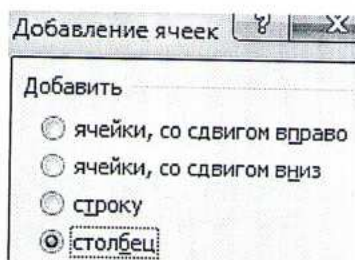 Добавление ячеек ? X
Добавить
ячейки, со сдвигом вправо
ячейки, со сдвигом вниз
строку
столбец